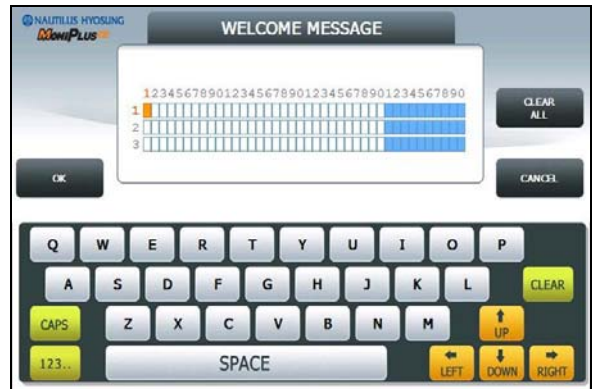 NAUTILUS HYOSUNG
MoniPlus
WELCOME MESSAGE
1234567890123456789012345678901234567890
1
2
3
CLEAR
ALL
OK
CANCEL
Q W E R T Y U I O P
A S D F G H J K L CLEAR
CAPS Z X C V B N M UP
123.. SPACE LEFT DOWN RIGHT